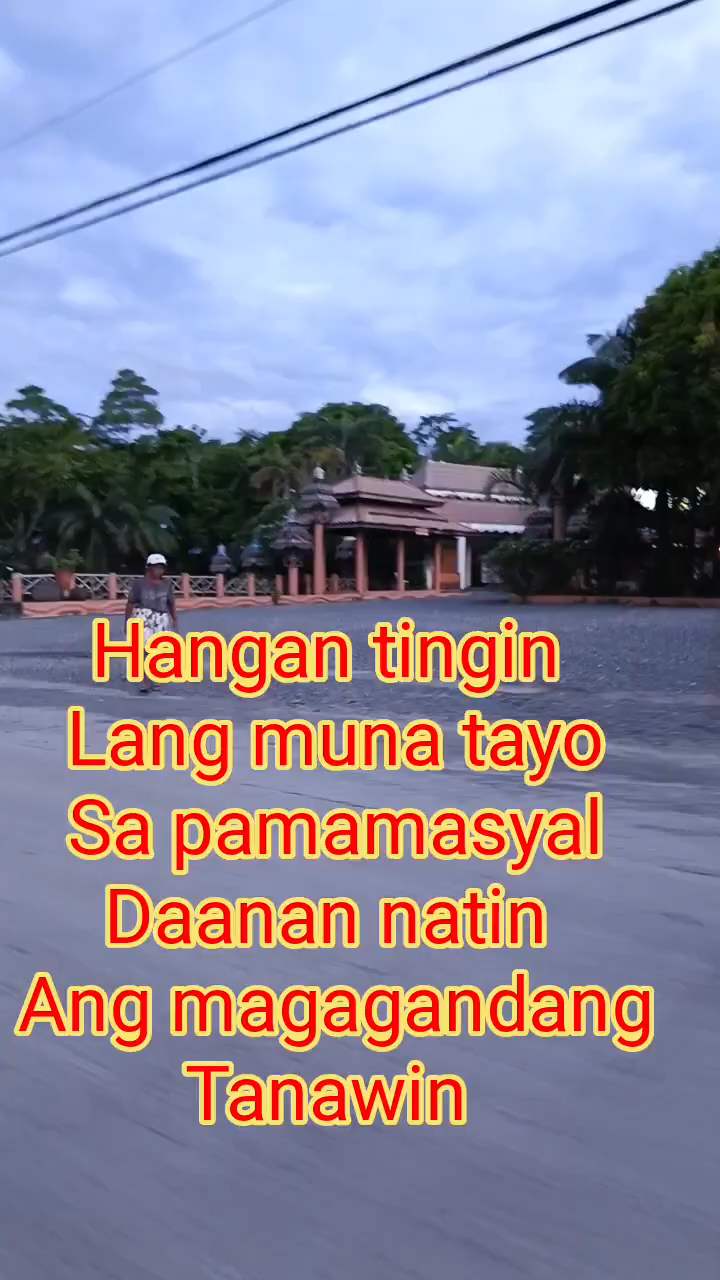 Hangan tingin
Lang muna tayo
Sa pamamasyal
Daanan natin
Ang magagandang
Tanawin